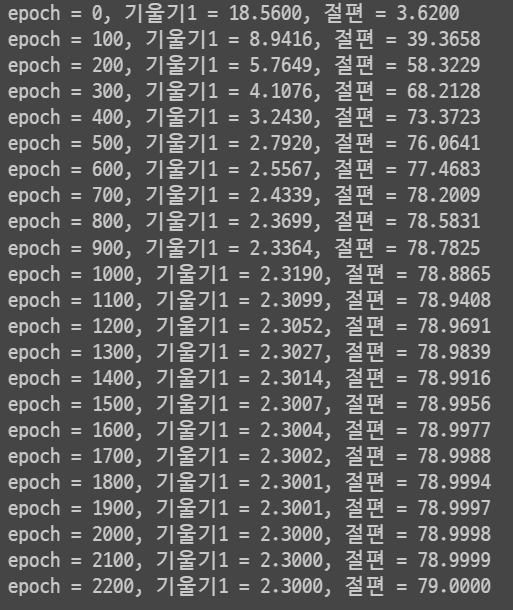 epoch = 0, 기울기1 = 18.5600, 절편 = 3.6200
epoch = 100, 기울기1 = 8.9416, 절편 = 39.3658
epoch = 200, 기울기1 = 5.7649, 절편 = 58.3229
epoch = 300, 기울기1 = 4.1076, 절편 = 68.2128
epoch = 400, 기울기1 = 3.2430, 절편 = 73.3723
epoch = 500, 기울기1 = 2.7920, 절편 = 76.0641
epoch = 600, 기울기1 = 2.5567, 절편 = 77.4683
epoch = 700, 기울기1 = 2.4339, 절편 = 78.2009
epoch = 800, 기울기1 = 2.3699, 절편 = 78.5831
epoch = 900, 기울기1 = 2.3364, 절편 = 78.7825
epoch = 1000, 기울기1 = 2.3190, 절편 = 78.8865
epoch = 1100, 기울기1 = 2.3099, 절편 = 78.9408
epoch = 1200, 기울기1 = 2.3052, 절편 = 78.9691
epoch = 1300, 기울기1 = 2.3027, 절편 = 78.9839
epoch = 1400, 기울기1 = 2.3014, 절편 = 78.9916
epoch = 1500, 기울기1 = 2.3007, 절편 = 78.9956
epoch = 1600, 기울기1 = 2.3004, 절편 = 78.9977
epoch = 1700, 기울기1 = 2.3002, 절편 = 78.9988
epoch = 1800, 기울기1 = 2.3001, 절편 = 78.9994
epoch = 1900, 기울기1 = 2.3001, 절편 = 78.9997
epoch = 2000, 기울기1 = 2.3000, 절편 = 78.9998
epoch = 2100, 기울기1 = 2.3000, 절편 = 78.9999
epoch = 2200, 기울기1 = 2.3000, 절편 = 79.0000